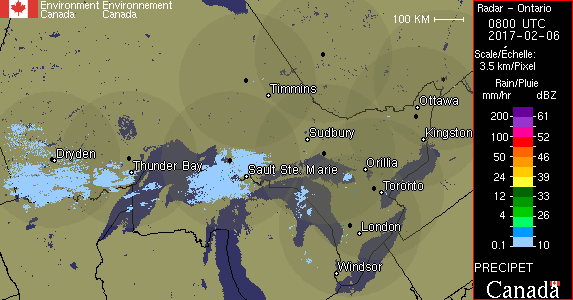 Environment Environnement
Canada Canada
100 KM
Timmins
Ottawa
Sudbury
Kingston
Dryden
Thunder Bay
Sault Ste. Marie
Orillia
Toronto
London
Windsor
Radar - Ontario
0800 UTC
2017-02-06
Scale/Échelle:
3.5 km/Pixel
Rain/Pluie
mm/hr dBZ
200 61
100 52
50 46
24 39
12 33
4 26
0.1 10
PRECIPET
Canada